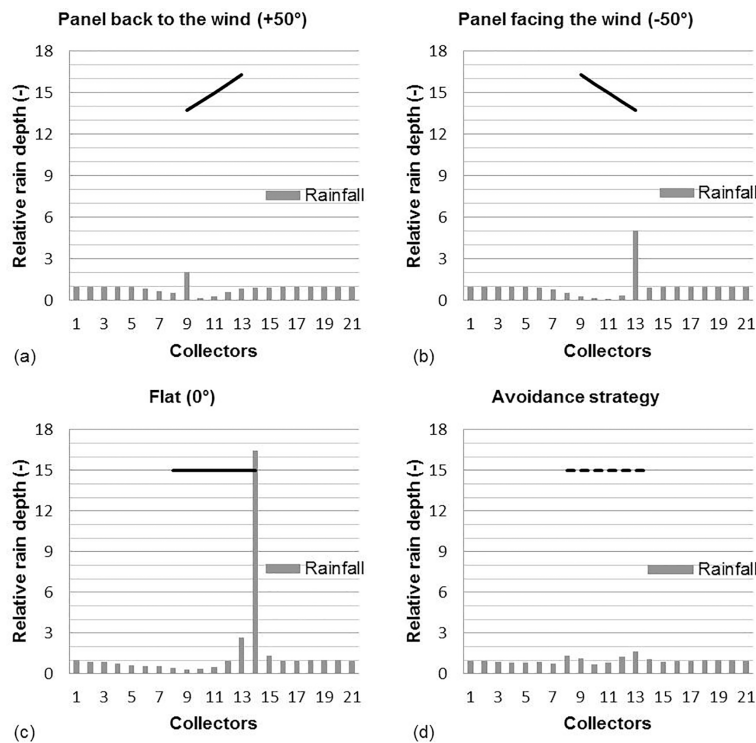 Panel back to the wind (+50°)
Relative rain depth (-)
18
15
12
9
6
3
0
Rainfall
1 3 5 7 9 11 13 15 17 19 21
Collectors
(a)
Panel facing the wind (-50°)
Relative rain depth (-)
18
15
12
9
6
3
0
Rainfall
1 3 5 7 9 11 13 15 17 19 21
Collectors
(b)
Flat (0°)
Relative rain depth (-)
18
15
12
9
6
3
0
Rainfall
1 3 5 7 9 11 13 15 17 19 21
Collectors
(c)
Avoidance strategy
Relative rain depth (-)
18
15
12
9
6
3
0
Rainfall
1 3 5 7 9 11 13 15 17 19 21
Collectors
(d)